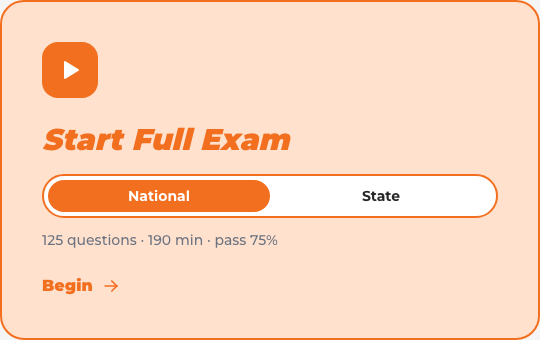 Start Full Exam
National State
125 questions · 190 min · pass 75%
Begin →